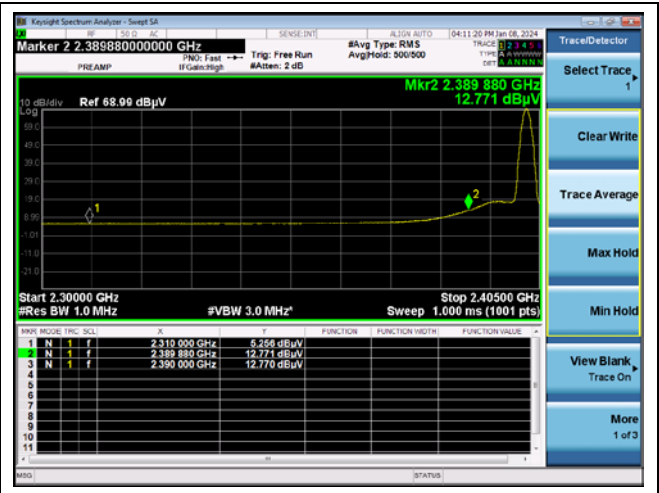 Keysight Spectrum Analyzer - Swept SA
RF 50 Ω AC SENSE:INT ALIGN AUTO 04:11:20 PM Jan 08, 2024
Marker 2 2.389880000000 GHz
PREAMP
PNO: Fast
IFGain:High
Trig: Free Run
#Atten: 2 dB
#Avg Type: RMS
Avg|Hold: 500/500
TRACE 1 2 3 4 5 6
TYPE A A WWWW
DET A A N N N N
Mkr2 2.389 880 GHz
12.771 dBµV
10 dB/div Ref 68.99 dBµV
Log
59.0
49.0
39.0
29.0
19.0
8.99
-1.01
-11.0
-21.0
1
2
Start 2.30000 GHz Stop 2.40500 GHz
#Res BW 1.0 MHz #VBW 3.0 MHz* Sweep 1.000 ms (1001 pts)
MKR MODE TRC SCL X Y FUNCTION FUNCTION WIDTH FUNCTION VALUE
1 N 1 f 2.310 000 GHz 5.256 dBµV
2 N 1 f 2.389 880 GHz 12.771 dBµV
3 N 1 f 2.390 000 GHz 12.770 dBµV
4
5
6
7
8
9
10
11
MSG STATUS
Trace/Detector
Select Trace
1
Clear Write
Trace Average
Max Hold
Min Hold
View Blank
Trace On
More
1 of 3